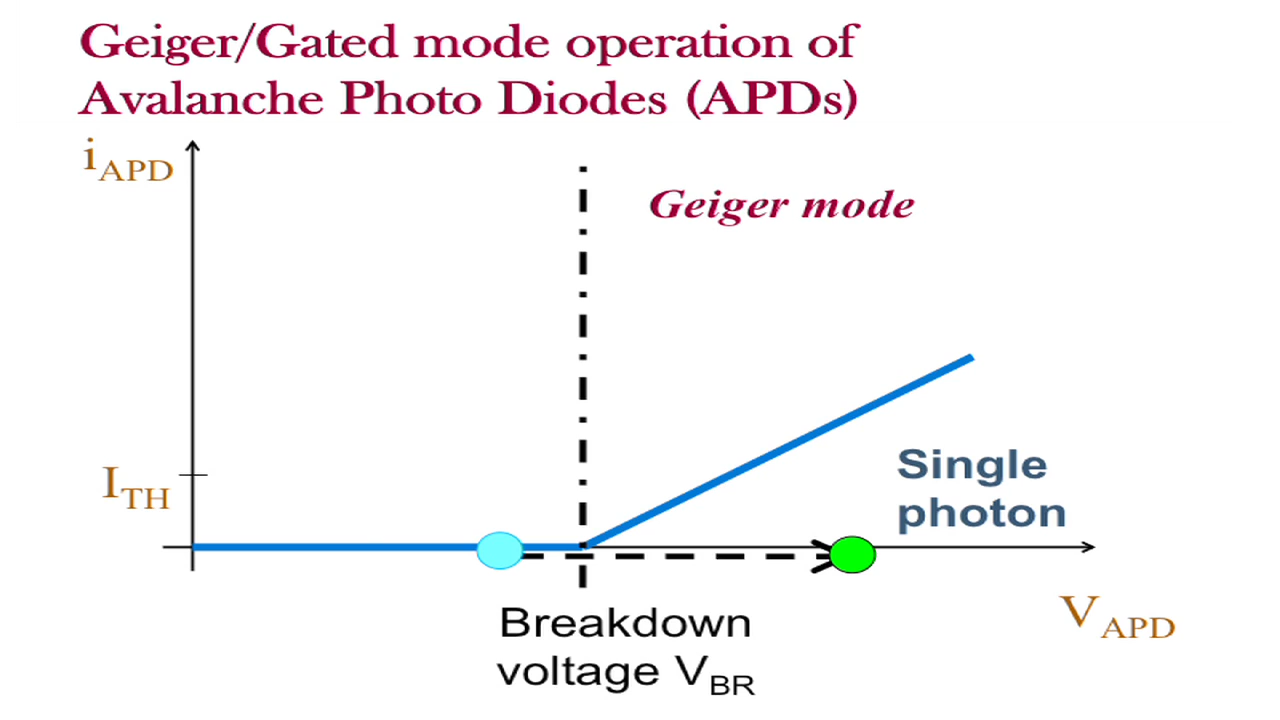 Geiger/Gated mode operation of
Avalanche Photo Diodes (APDs)
iAPD
Geiger mode
ITH
Single
photon
Breakdown
voltage VBR
VAPD